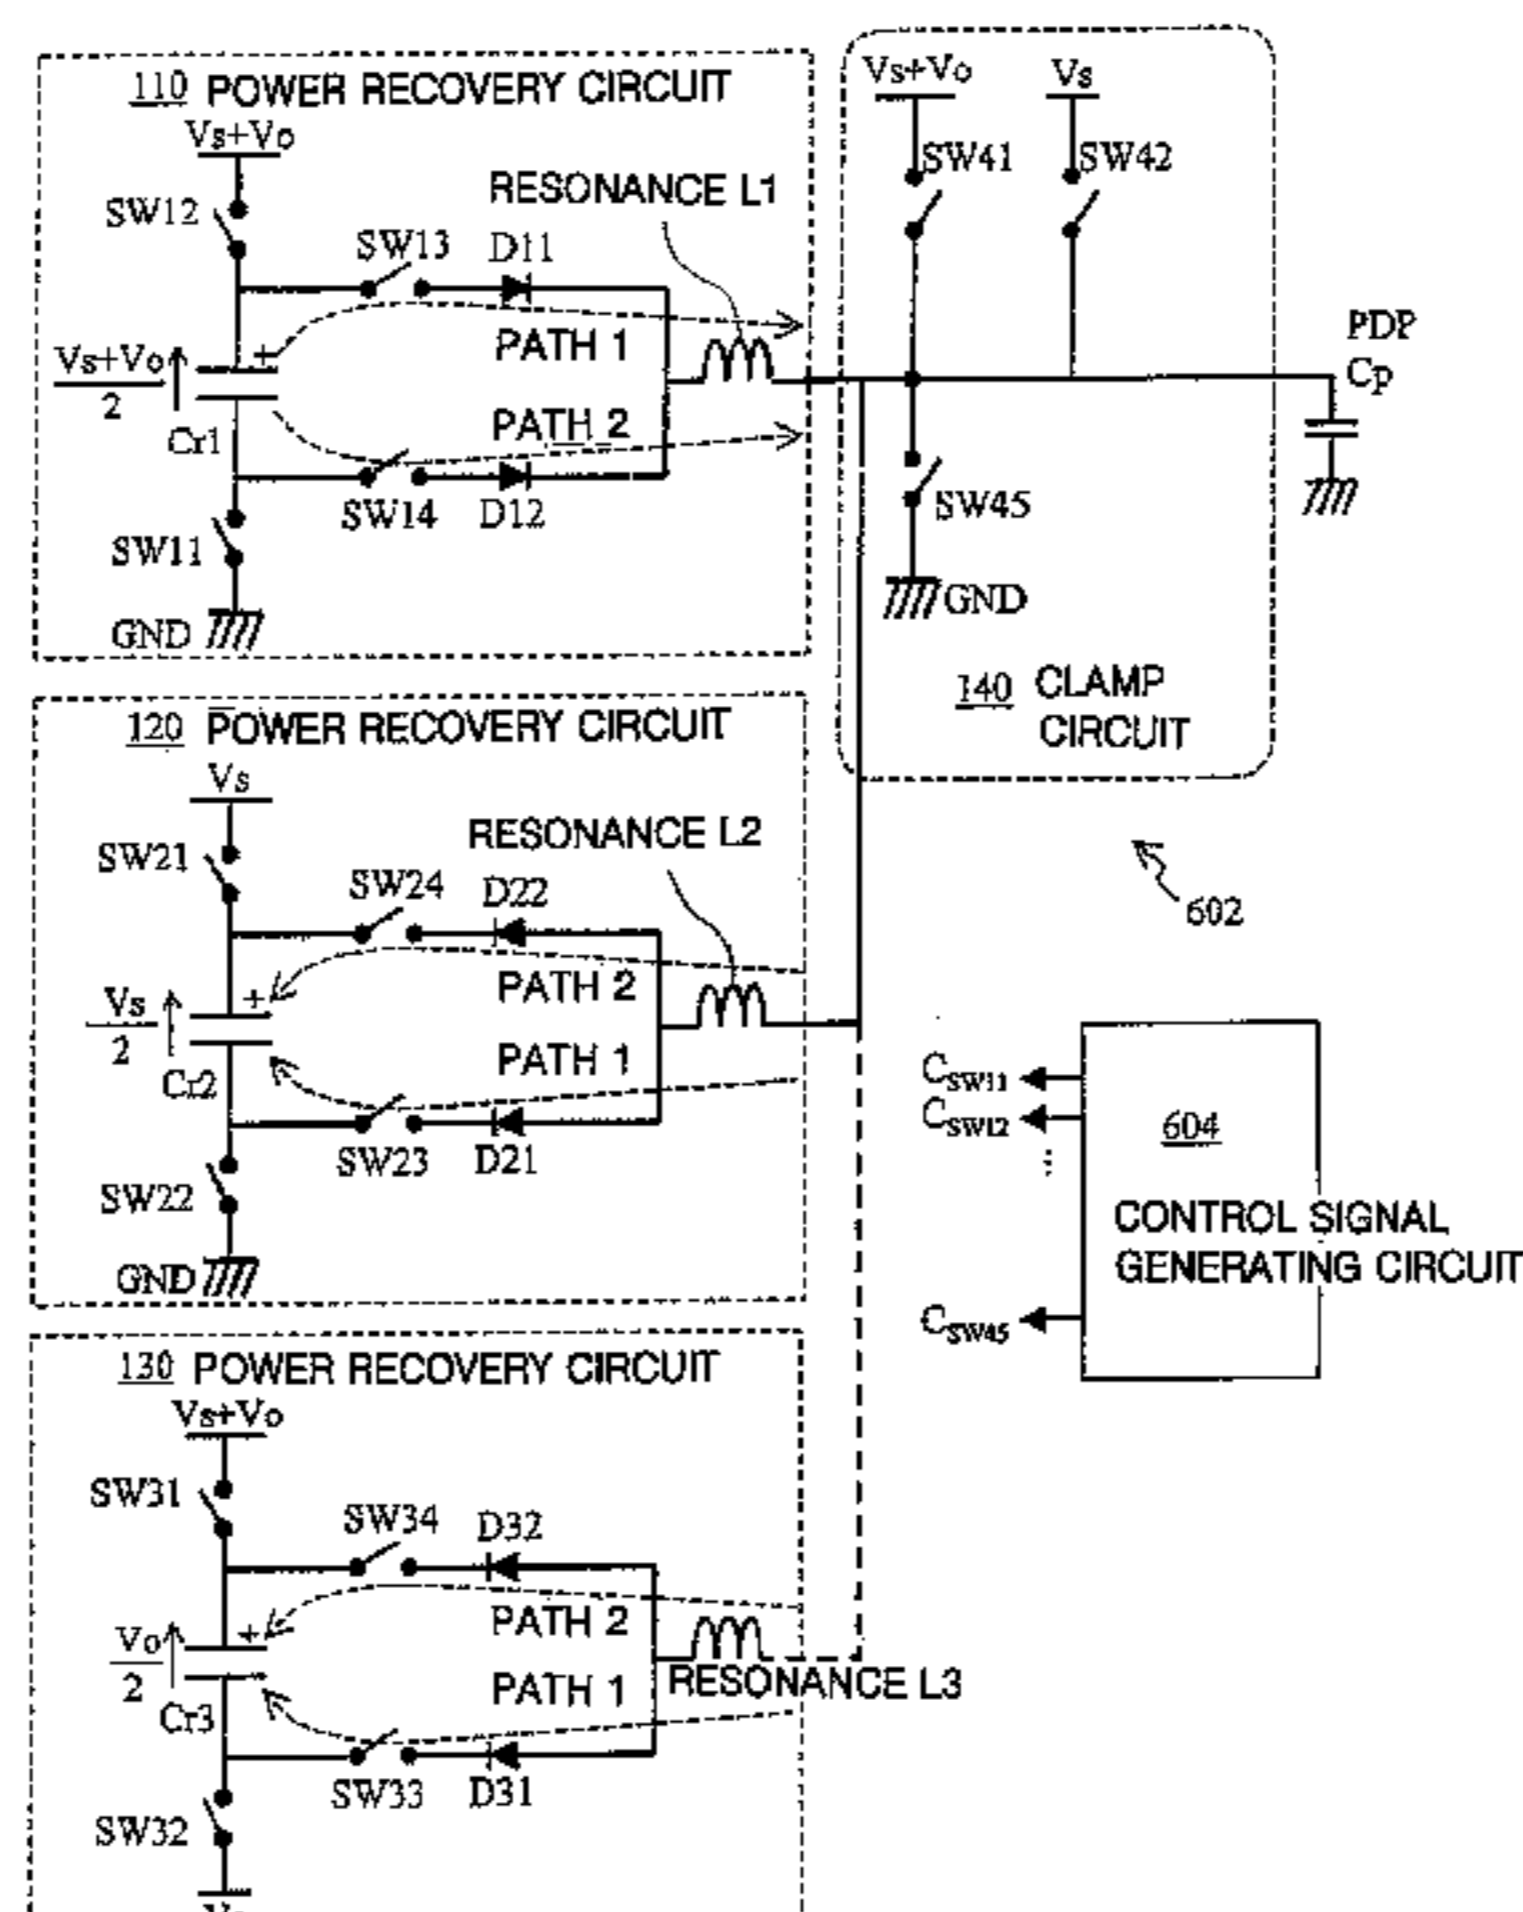 110 POWER RECOVERY CIRCUIT
Vs+Vo
SW12
RESONANCE L1
SW13
D11
PATH 1
Vs+Vo
2
+
Cr1
PATH 2
SW14
D12
SW11
GND
Vs+Vo
Vs
SW41
SW42
PDP
Cp
SW45
GND
140 CLAMP
CIRCUIT
120 POWER RECOVERY CIRCUIT
Vs
SW21
RESONANCE L2
SW24
D22
PATH 2
Vs
2
+
Cr2
PATH 1
SW23
D21
SW22
GND
602
CSW11
CSW12
⋮
CSW45
604
CONTROL SIGNAL
GENERATING CIRCUIT
130 POWER RECOVERY CIRCUIT
Vs+Vo
SW31
SW34
D32
PATH 2
Vo
2
+
Cr3
PATH 1
RESONANCE L3
SW33
D31
SW32